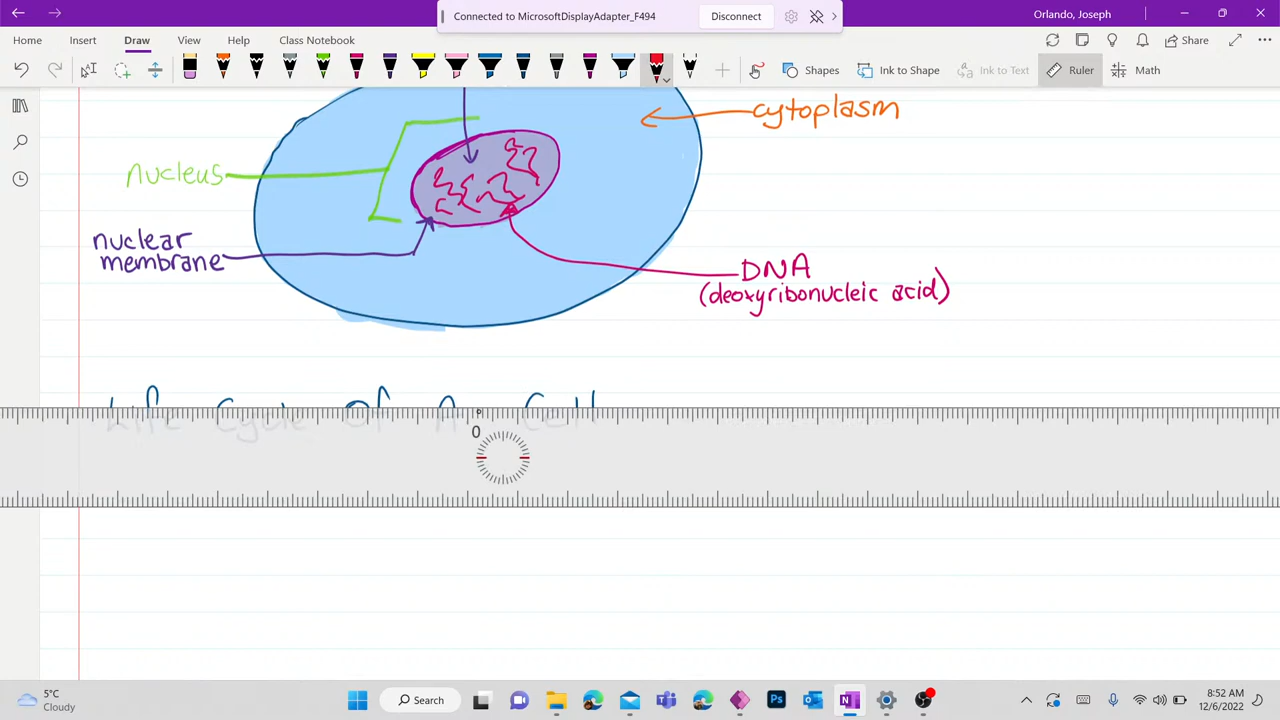 Connected to MicrosoftDisplayAdapter_F494
Disconnect
Orlando, Joseph
Home
Insert
Draw
View
Help
Class Notebook
Share
Shapes
Ink to Shape
Ink to Text
Ruler
Math
cytoplasm
nucleus
nuclear
membrane
DNA
(deoxyribonucleic acid)
Life Cycle Of A Cell
0
5°C
Cloudy
Search
8:52 AM
12/6/2022